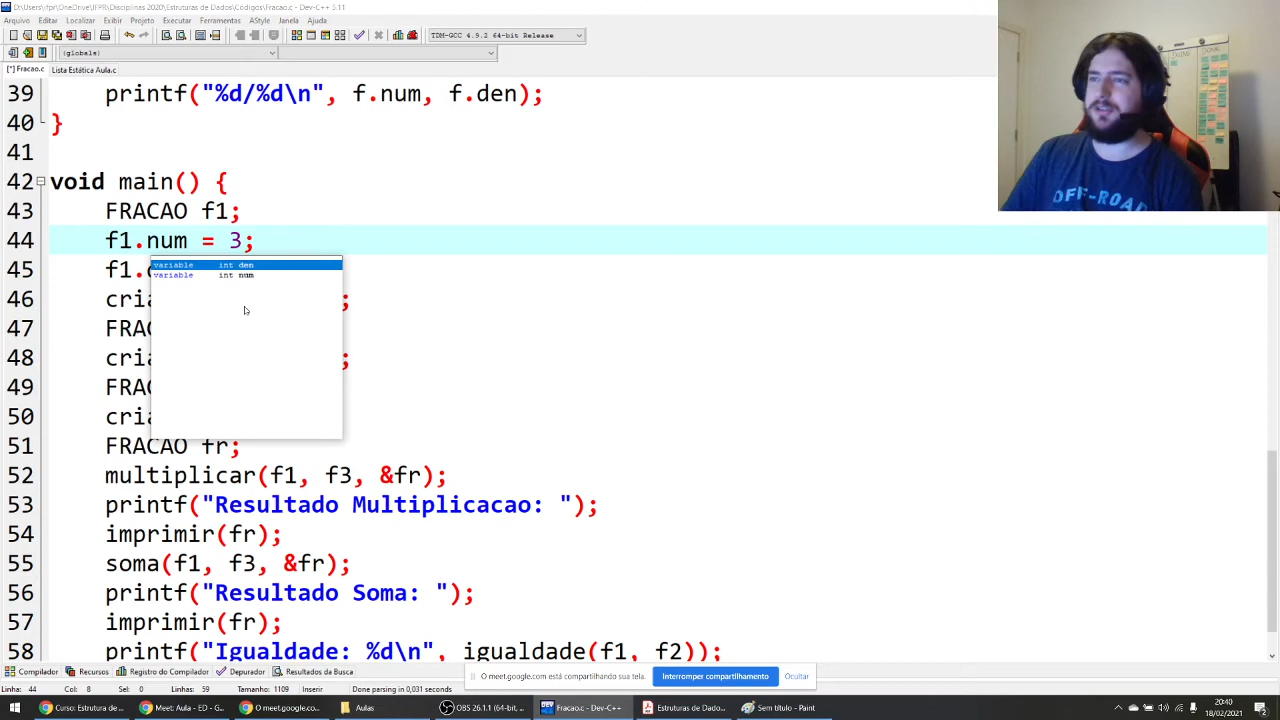 D:\Users\ifpr\OneDrive\IFPR\Disciplinas 2020\Estruturas de Dados\Códigos\Fracao.c - Dev-C++ 5.11
Arquivo Editar Localizar Exibir Projeto Executar Ferramentas AStyle Janela Ajuda
TDM-GCC 4.9.2 64-bit Release
(globals)
[*] Fracao.c Lista Estática Aula.c
39 printf("%d/%d\n", f.num, f.den);
40 }
41
42 void main() {
43 FRACAO f1;
44 f1.num = 3;
variable int den
45 f1.
variable int num
46 cria ;
47 FRAC
48 cria ;
49 FRAC
50 cria
51 FRACAO fr;
52 multiplicar(f1, f3, &fr);
53 printf("Resultado Multiplicacao: ");
54 imprimir(fr);
55 soma(f1, f3, &fr);
56 printf("Resultado Soma: ");
57 imprimir(fr);
58 printf("Igualdade: %d\n", igualdade(f1, f2));
Compilador Recursos Registro do Compilador Depurador Resultados da Busca
O meet.google.com está compartilhando sua tela. Interromper compartilhamento Ocultar
Linha: 44 Col: 8 Sel: 0 Linhas: 59 Tamanho: 1109 Inserir Done parsing in 0,031 seconds
Curso: Estrutura de ... Meet: Aula - ED - G... O meet.google.com ... Aulas OBS 26.1.1 (64-bit, ... Fracao.c - Dev-C++ ... Estruturas de Dado... Sem título - Paint
20:40
18/02/2021
OFF-ROAD